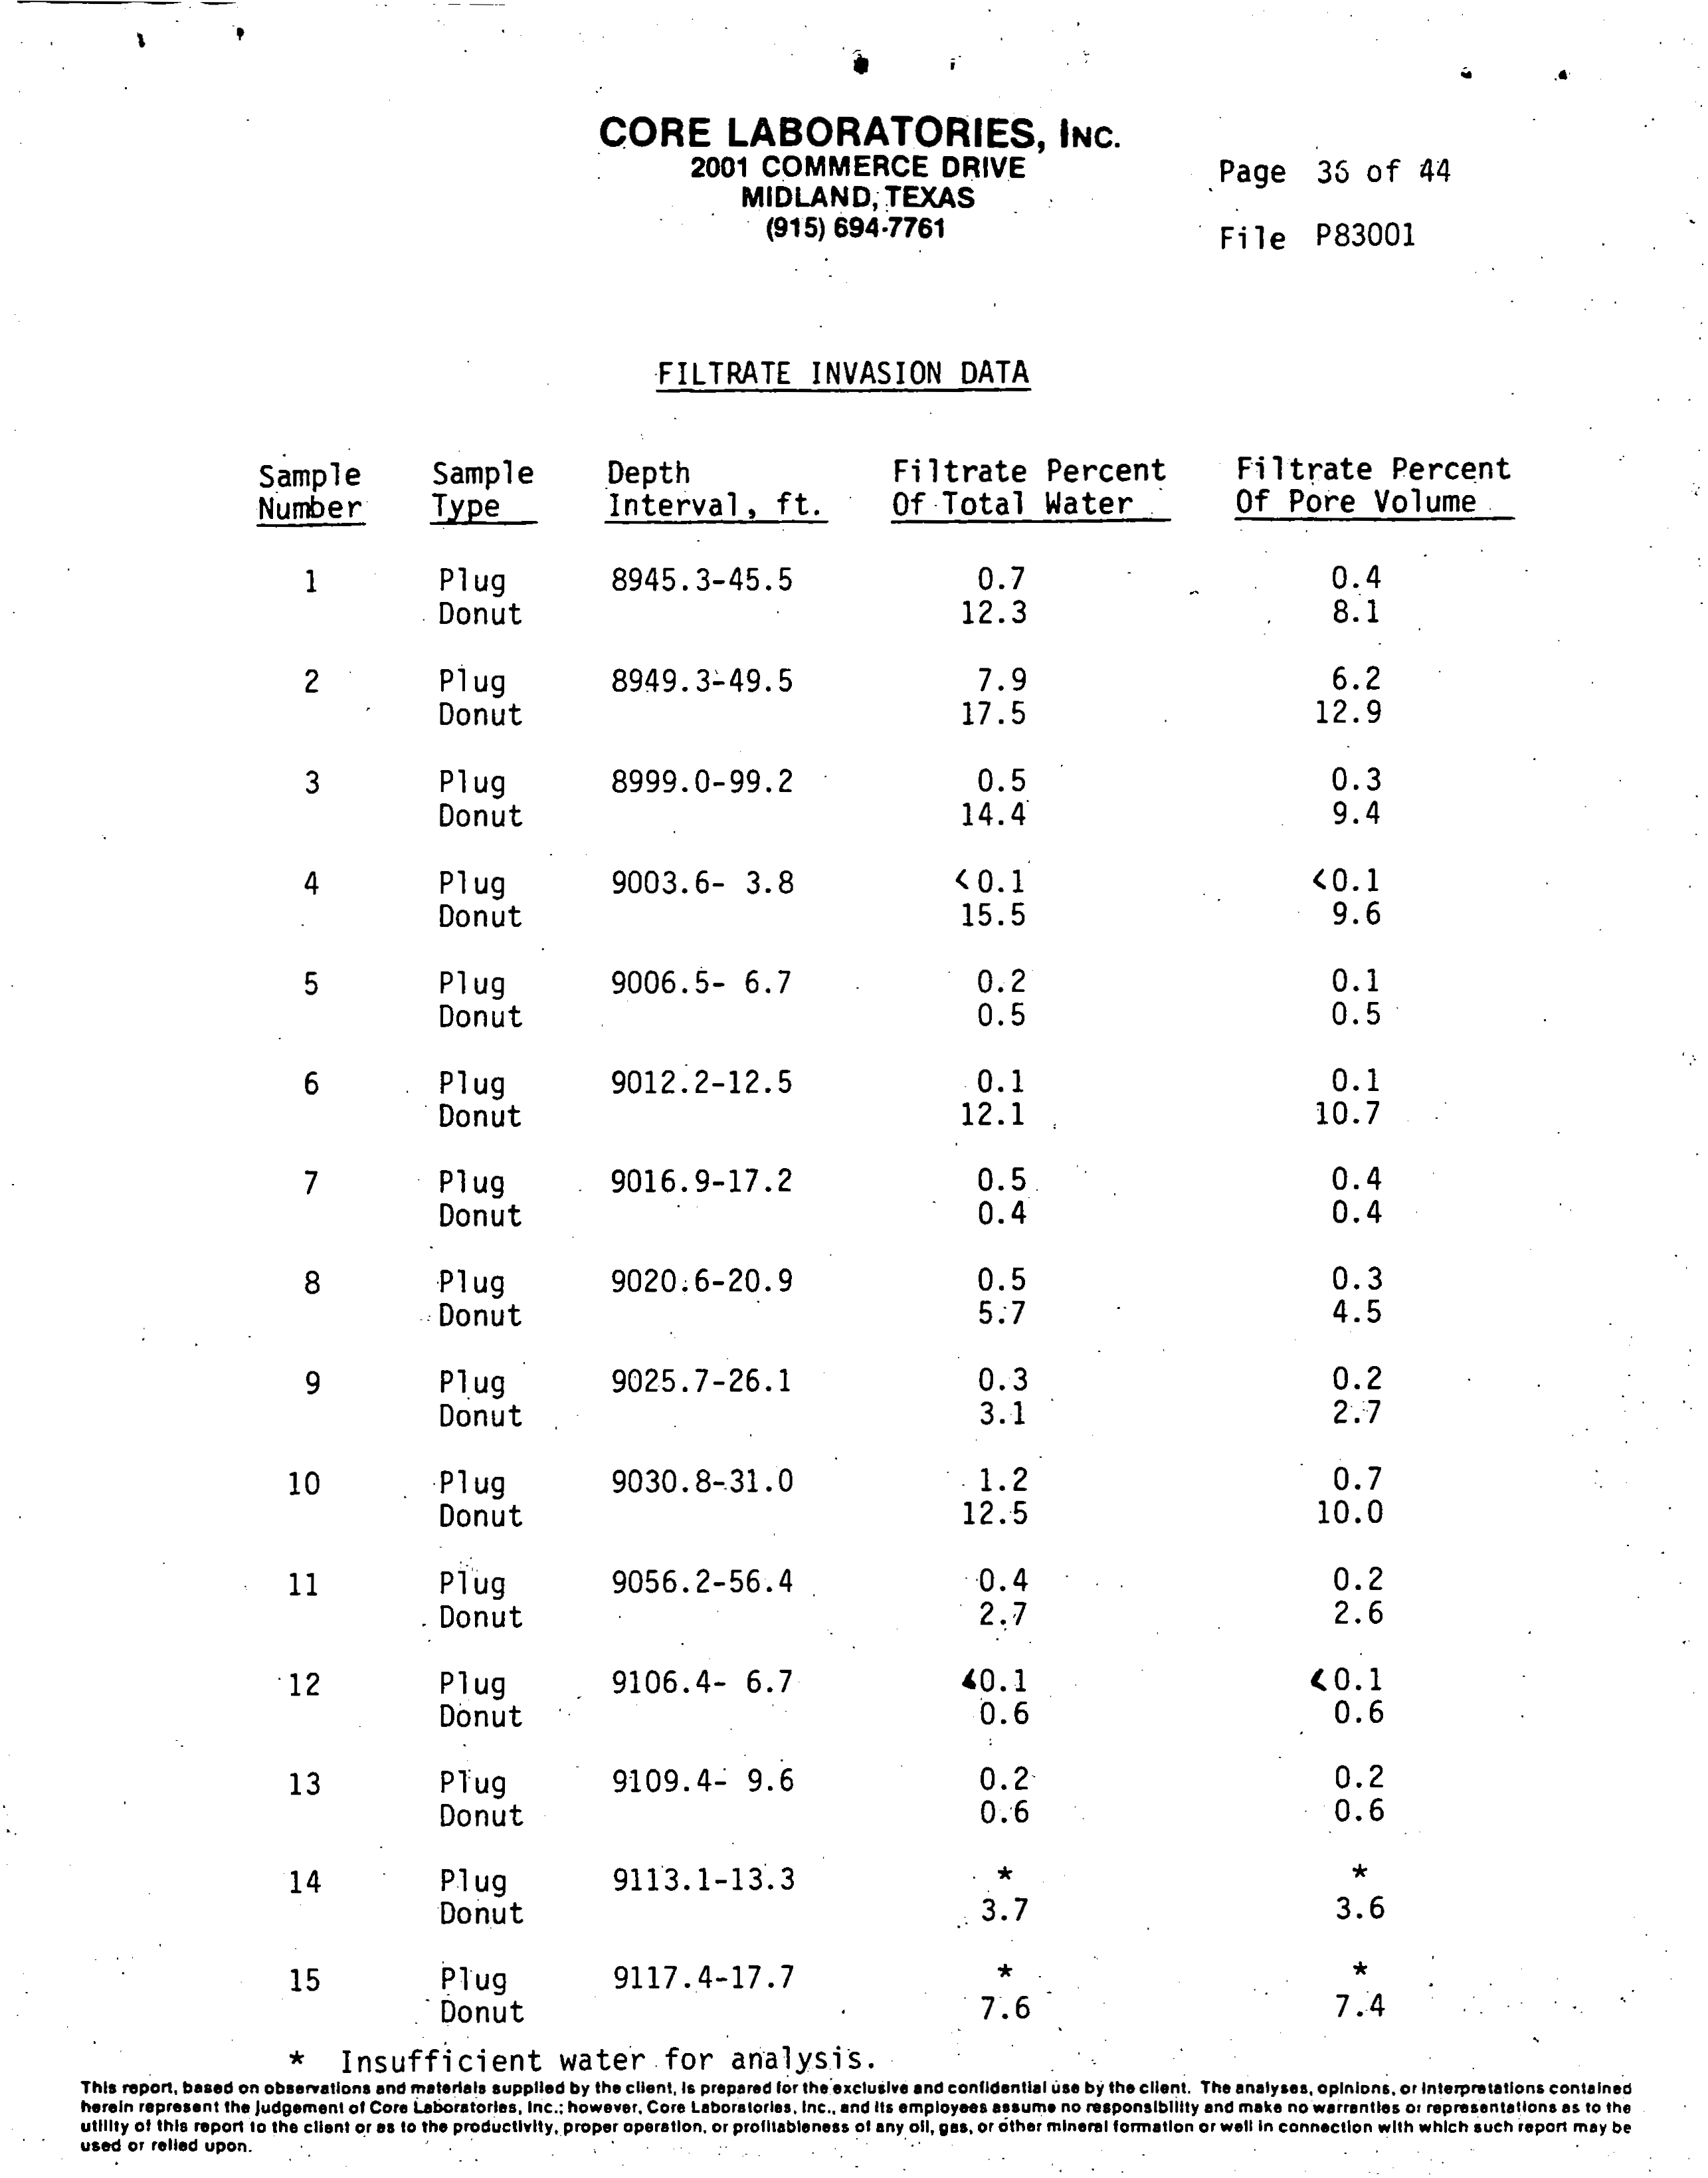 CORE LABORATORIES, INC.
2001 COMMERCE DRIVE
MIDLAND, TEXAS
(915) 694-7761
Page 36 of 44
File P83001
FILTRATE INVASION DATA
Sample Sample Depth Filtrate Percent Filtrate Percent
Number Type Interval, ft. Of Total Water Of Pore Volume
1 Plug 8945.3-45.5 0.7 0.4
Donut 12.3 8.1
2 Plug 8949.3-49.5 7.9 6.2
Donut 17.5 12.9
3 Plug 8999.0-99.2 0.5 0.3
Donut 14.4 9.4
4 Plug 9003.6- 3.8 <0.1 <0.1
Donut 15.5 9.6
5 Plug 9006.5- 6.7 0.2 0.1
Donut 0.5 0.5
6 Plug 9012.2-12.5 0.1 0.1
Donut 12.1 10.7
7 Plug 9016.9-17.2 0.5 0.4
Donut 0.4 0.4
8 Plug 9020.6-20.9 0.5 0.3
Donut 5.7 4.5
9 Plug 9025.7-26.1 0.3 0.2
Donut 3.1 2.7
10 Plug 9030.8-31.0 1.2 0.7
Donut 12.5 10.0
11 Plug 9056.2-56.4 0.4 0.2
Donut 2.7 2.6
12 Plug 9106.4- 6.7 <0.1 <0.1
Donut 0.6 0.6
13 Plug 9109.4- 9.6 0.2 0.2
Donut 0.6 0.6
14 Plug 9113.1-13.3 * *
Donut 3.7 3.6
15 Plug 9117.4-17.7 * *
Donut 7.6 7.4
* Insufficient water for analysis.
This report, based on observations and materials supplied by the client, is prepared for the exclusive and confidential use by the client. The analyses, opinions, or interpretations contained
herein represent the judgement of Core Laboratories, Inc.; however, Core Laboratories, Inc., and its employees assume no responsibility and make no warranties or representations as to the
utility of this report to the client or as to the productivity, proper operation, or profitableness of any oil, gas, or other mineral formation or well in connection with which such report may be
used or relied upon.